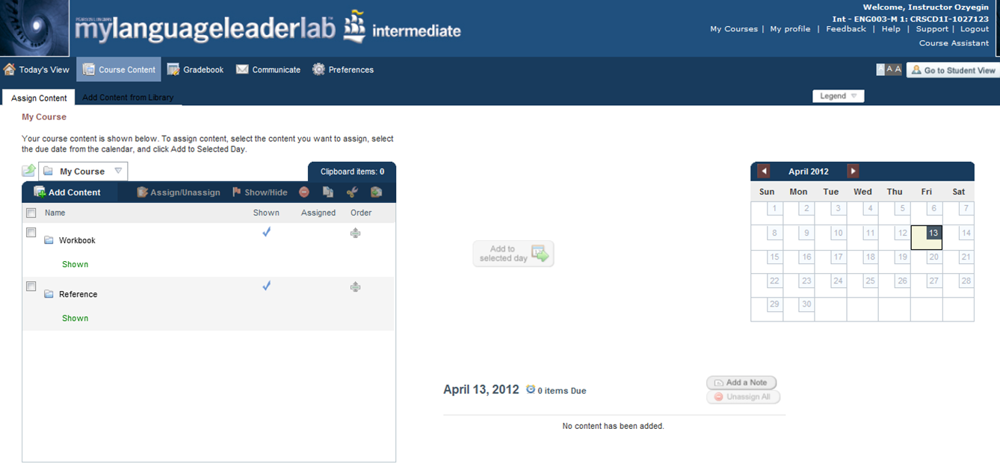 Welcome, Instructor Ozyegin
Int - ENG003-M 1: CRSCD1I-1027123
My Courses | My profile | Feedback | Help | Support | Logout
Course Assistant
PEARSON LONGMAN
mylanguageleaderlab intermediate
Today's View Course Content Gradebook Communicate Preferences
A A A Go to Student View
Assign Content Add Content from Library
Legend
My Course
Your course content is shown below. To assign content, select the content you want to assign, select
the due date from the calendar, and click Add to Selected Day.
My Course
Clipboard items: 0
Add Content Assign/Unassign Show/Hide
Name Shown Assigned Order
Workbook
Shown
Reference
Shown
Add to
selected day
April 2012
Sun Mon Tue Wed Thu Fri Sat
1 2 3 4 5 6 7
8 9 10 11 12 13 14
15 16 17 18 19 20 21
22 23 24 25 26 27 28
29 30
April 13, 2012 0 items Due
Add a Note
Unassign All
No content has been added.